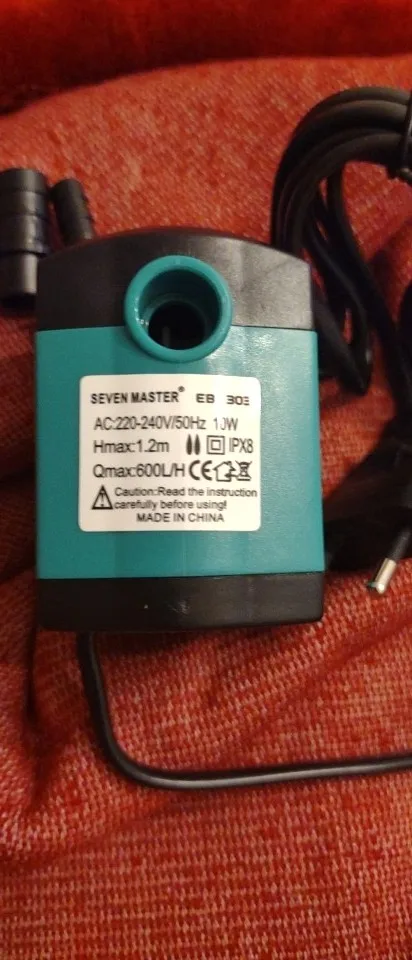 SEVEN MASTER® EB 303
AC:220-240V/50Hz 10W
Hmax:1.2m IPX8
Qmax:600L/H CE
Caution:Read the instruction
carefully before using!
MADE IN CHINA